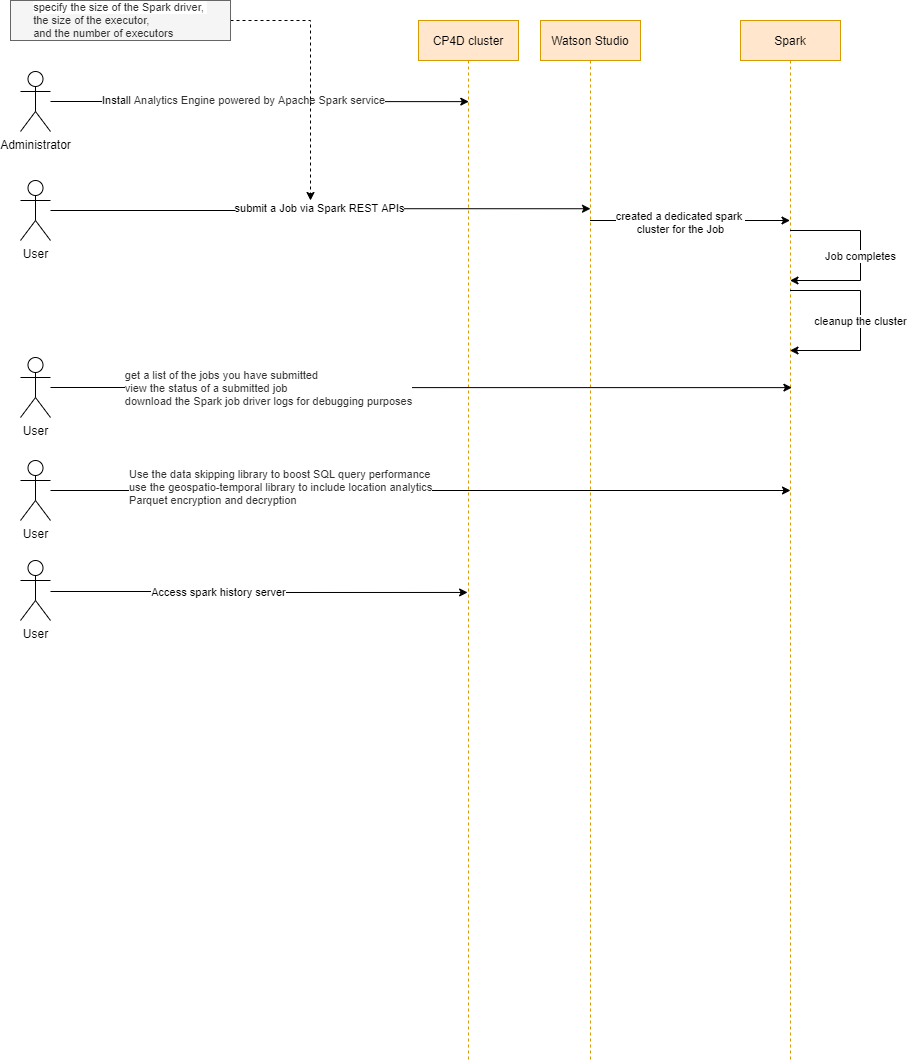 specify the size of the Spark driver,
the size of the executor,
and the number of executors
CP4D cluster
Watson Studio
Spark
Install Analytics Engine powered by Apache Spark service
Administrator
submit a Job via Spark REST APIs
created a dedicated spark
cluster for the Job
User
Job completes
cleanup the cluster
get a list of the jobs you have submitted
view the status of a submitted job
download the Spark job driver logs for debugging purposes
User
Use the data skipping library to boost SQL query performance
use the geospatio-temporal library to include location analytics
Parquet encryption and decryption
User
Access spark history server
User